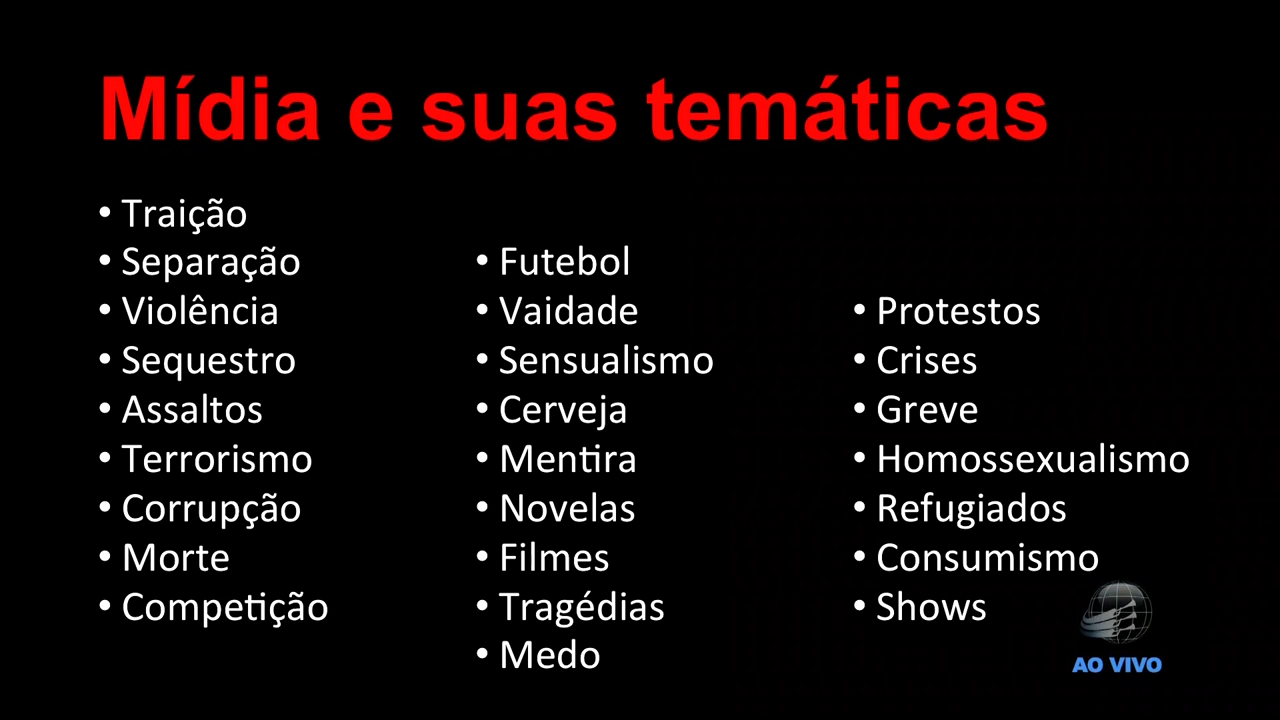 Mídia e suas temáticas
• Traição
• Separação
• Violência
• Sequestro
• Assaltos
• Terrorismo
• Corrupção
• Morte
• Competição
• Futebol
• Vaidade
• Sensualismo
• Cerveja
• Mentira
• Novelas
• Filmes
• Tragédias
• Medo
• Protestos
• Crises
• Greve
• Homossexualismo
• Refugiados
• Consumismo
• Shows
AO VIVO